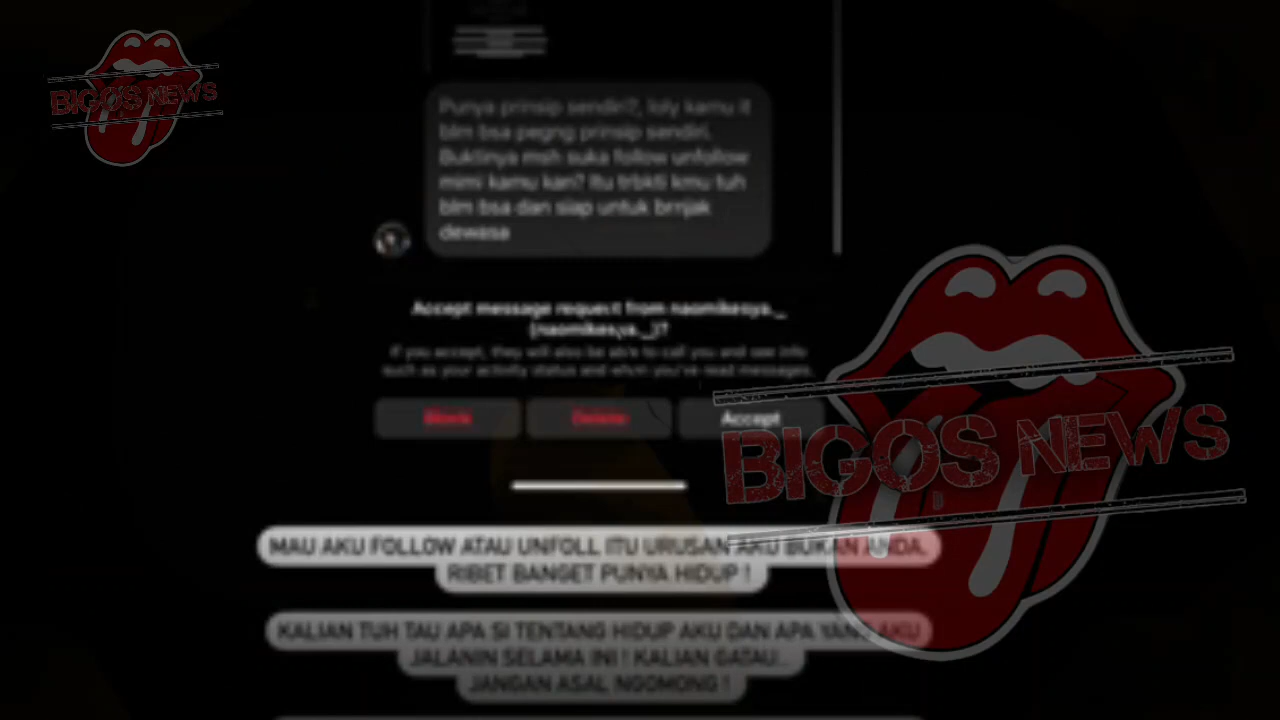 BIGOS NEWS
Punya prinsip sendiri?, loly kamu it
blm bsa pegng prinsip sendiri.
Buktinya msh suka follow unfollow
mimi kamu kan? Itu trbkti kmu tuh
blm bsa dan siap untuk brnjak
dewasa
Accept message request from naomikesya._
(naomikesya._)?
If you accept, they will also be able to call you and see info
such as your activity status and when you've read messages.
Block
Delete
Accept
BIGOS NEWS
MAU AKU FOLLOW ATAU UNFOLL ITU URUSAN AKU BUKAN ANDA.
RIBET BANGET PUNYA HIDUP !
KALIAN TUH TAU APA SI TENTANG HIDUP AKU DAN APA YANG AKU
JALANIN SELAMA INI ! KALIAN GATAU..
JANGAN ASAL NGOMONG !